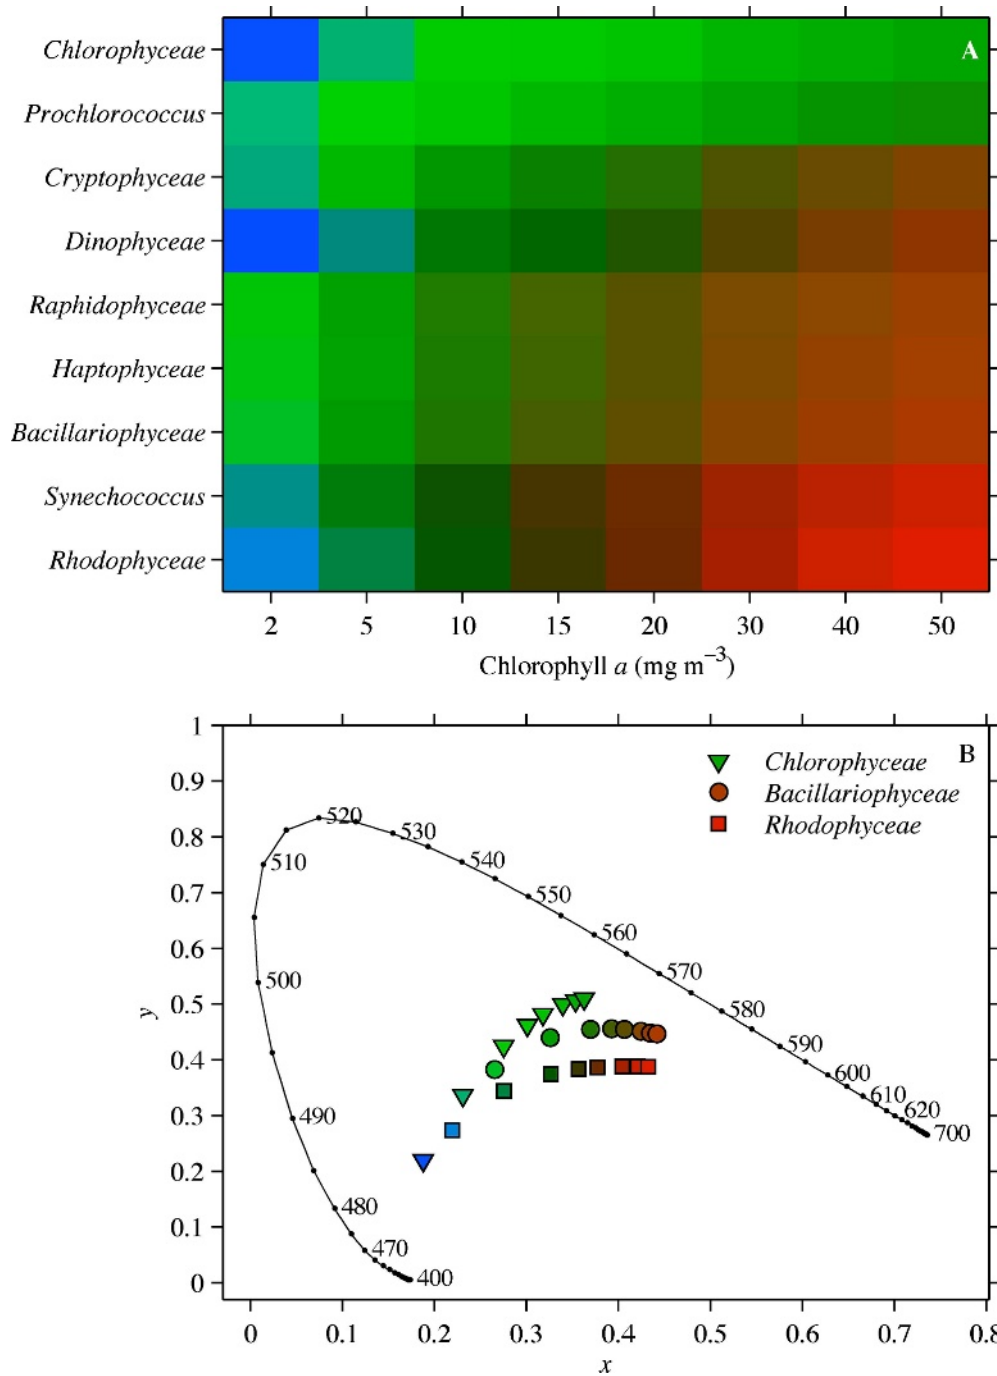 Chlorophyceae
A
Prochlorococcus
Cryptophyceae
Dinophyceae
Raphidophyceae
Haptophyceae
Bacillariophyceae
Synechococcus
Rhodophyceae
2 5 10 15 20 30 40 50
Chlorophyll a (mg m⁻³)
1
B
Chlorophyceae
0.9
Bacillariophyceae
Rhodophyceae
0.8
520
530
510
540
0.7
550
0.6
560
500
570
0.5
y
580
0.4
590
600
490
610
0.3
620
700
0.2
480
0.1
470
400
0
0 0.1 0.2 0.3 0.4 0.5 0.6 0.7 0.8
x